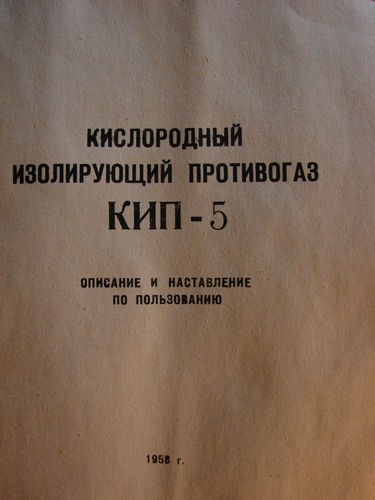 КИСЛОРОДНЫЙ
ИЗОЛИРУЮЩИЙ ПРОТИВОГАЗ
КИП - 5
ОПИСАНИЕ И НАСТАВЛЕНИЕ
ПО ПОЛЬЗОВАНИЮ
1958 г.